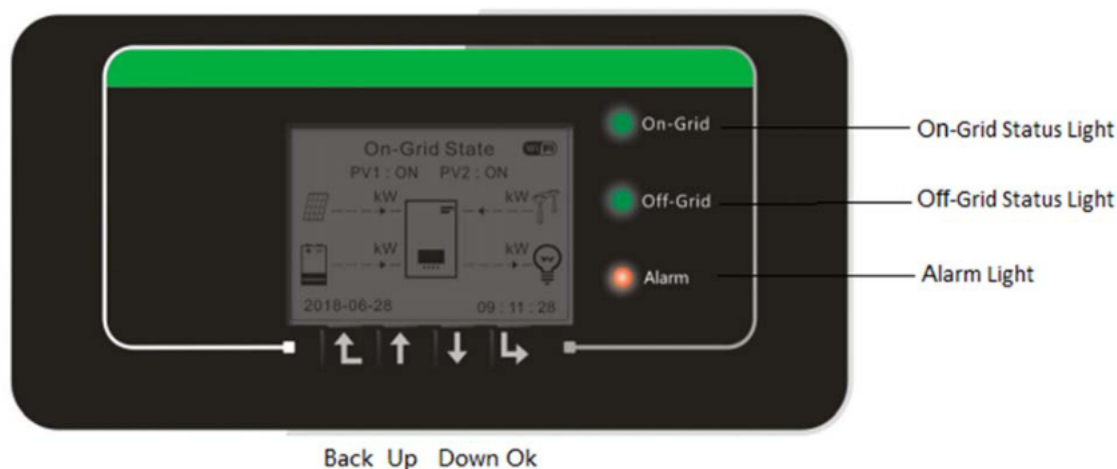 On-Grid State WiFi
PV1 : ON PV2 : ON
kW kW
kW kW
2018-06-28 09 : 11 : 28
On-Grid
Off-Grid
Alarm
On-Grid Status Light
Off-Grid Status Light
Alarm Light
Back Up Down Ok